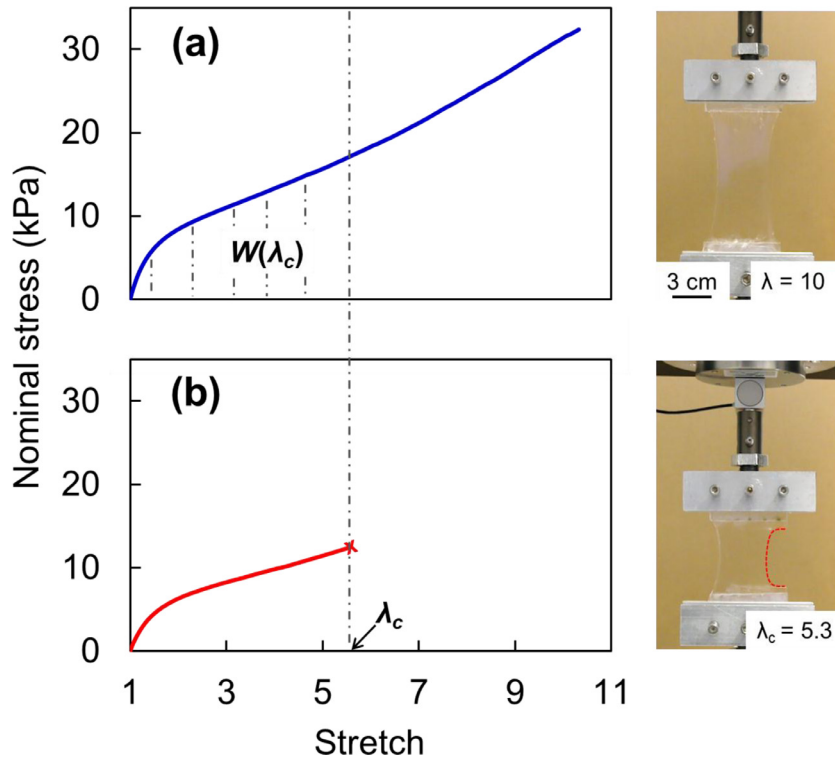 (a)
30
20
10
0
W(λc)
3 cm
λ = 10
Nominal stress (kPa)
(b)
30
20
10
0
λc
λc = 5.3
1
3
5
7
9
11
Stretch